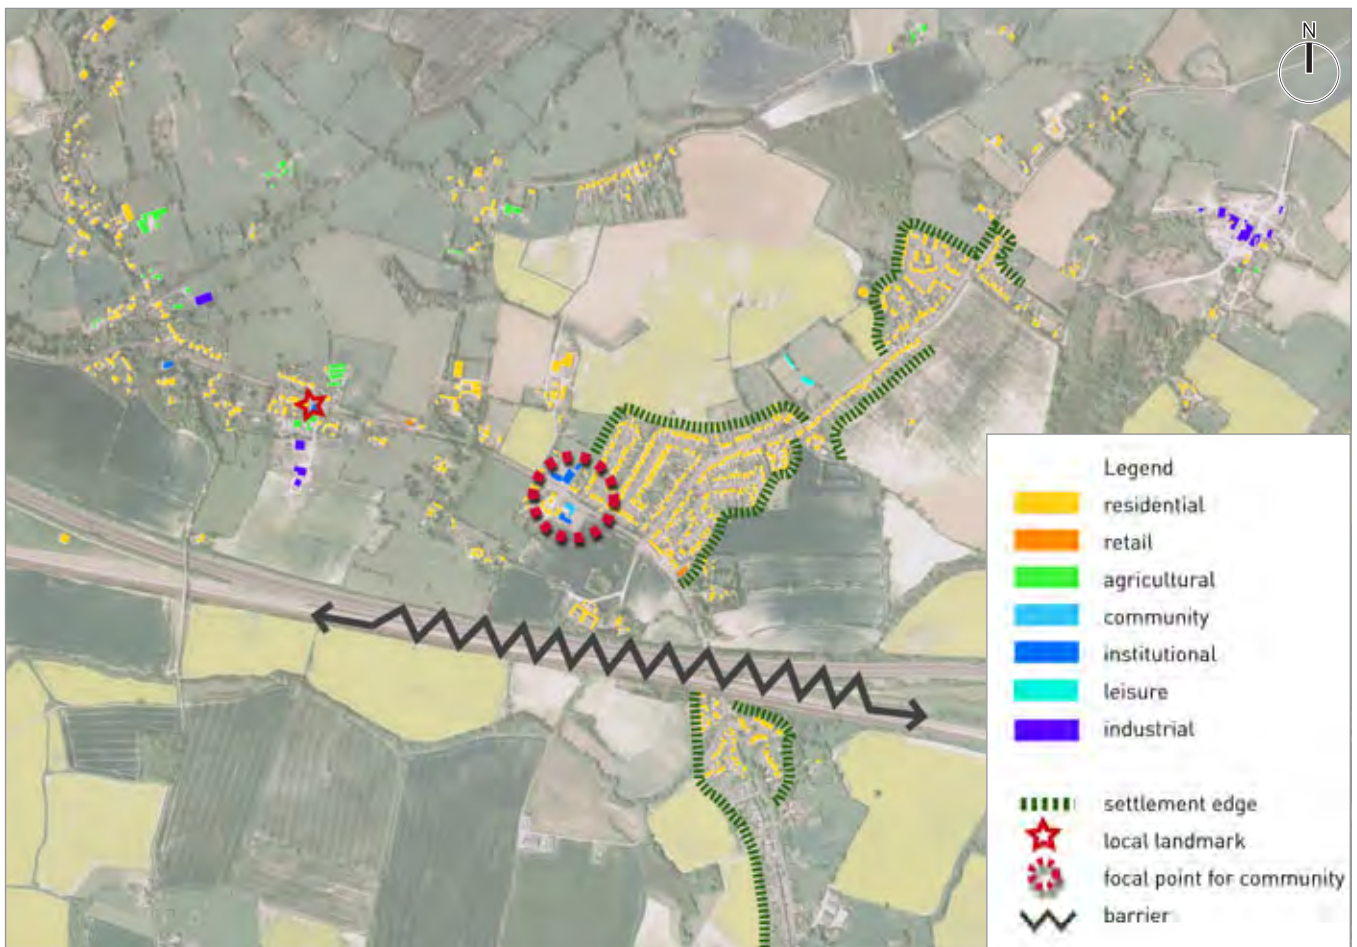 N
Legend
residential
retail
agricultural
community
institutional
leisure
industrial
settlement edge
local landmark
focal point for community
barrier